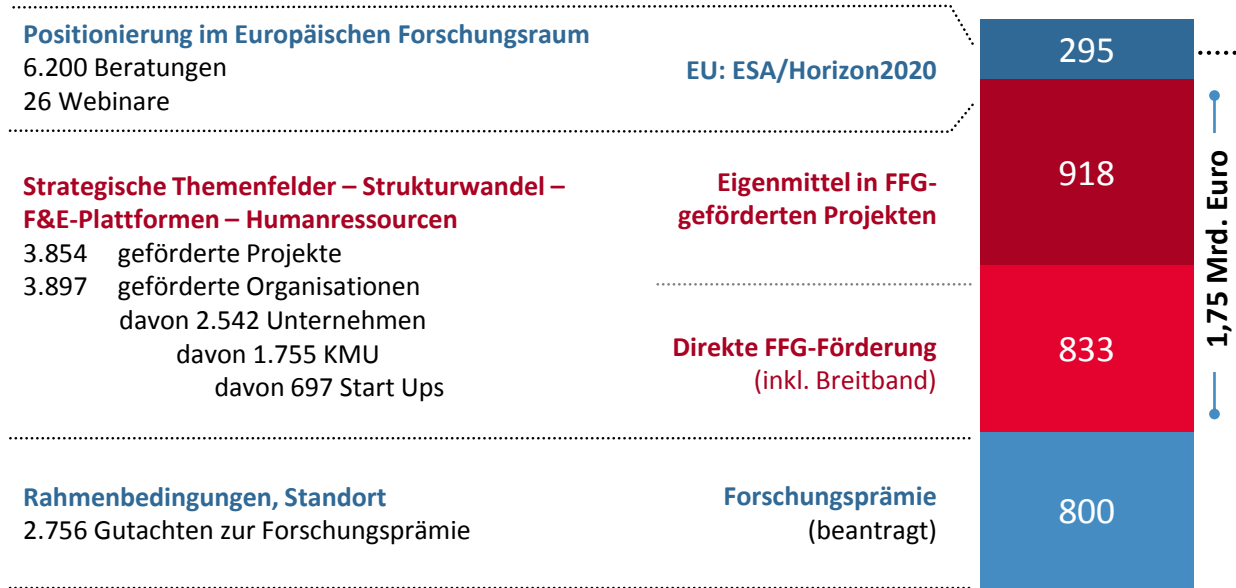 Positionierung im Europäischen Forschungsraum
6.200 Beratungen
26 Webinare
EU: ESA/Horizon2020
295
Strategische Themenfelder – Strukturwandel –
F&E-Plattformen – Humanressourcen
3.854 geförderte Projekte
3.897 geförderte Organisationen
davon 2.542 Unternehmen
davon 1.755 KMU
davon 697 Start Ups
Eigenmittel in FFG-
geförderten Projekten
918
Direkte FFG-Förderung
(inkl. Breitband)
833
1,75 Mrd. Euro
Rahmenbedingungen, Standort
2.756 Gutachten zur Forschungsprämie
Forschungsprämie
(beantragt)
800